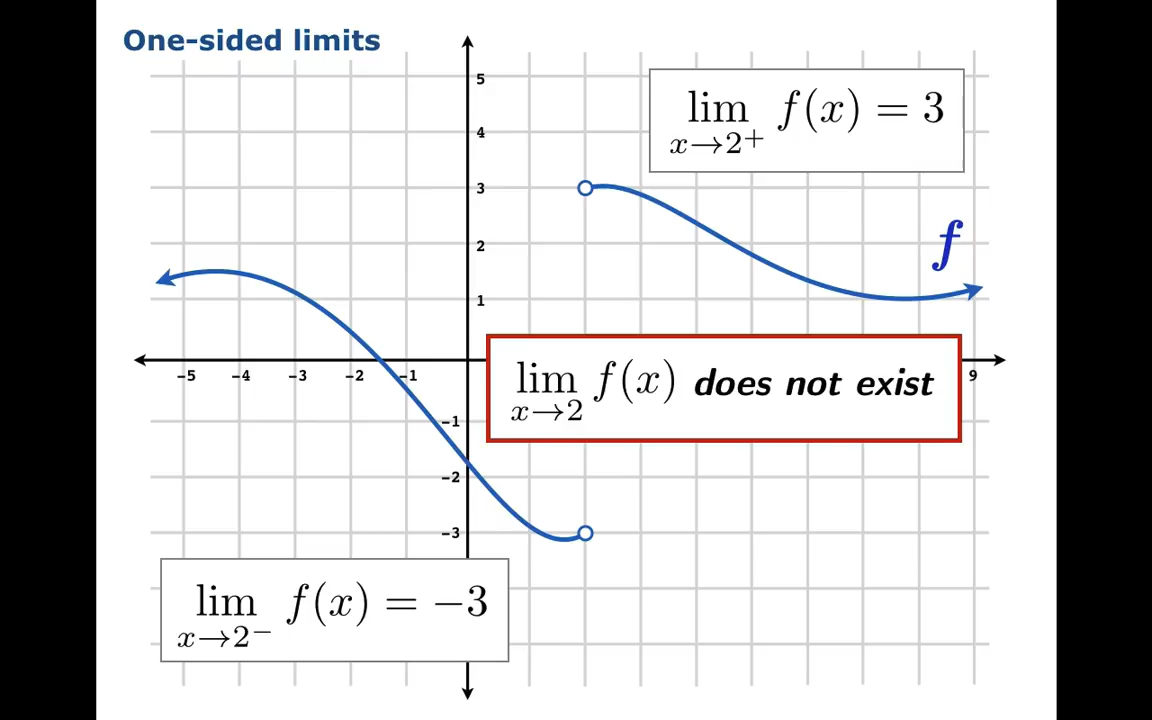 One-sided limits
5
4
3
2
1
lim x→2⁺ f(x) = 3
f
-5 -4 -3 -2 -1 9
lim x→2 f(x) does not exist
-1
-2
-3
lim x→2⁻ f(x) = −3